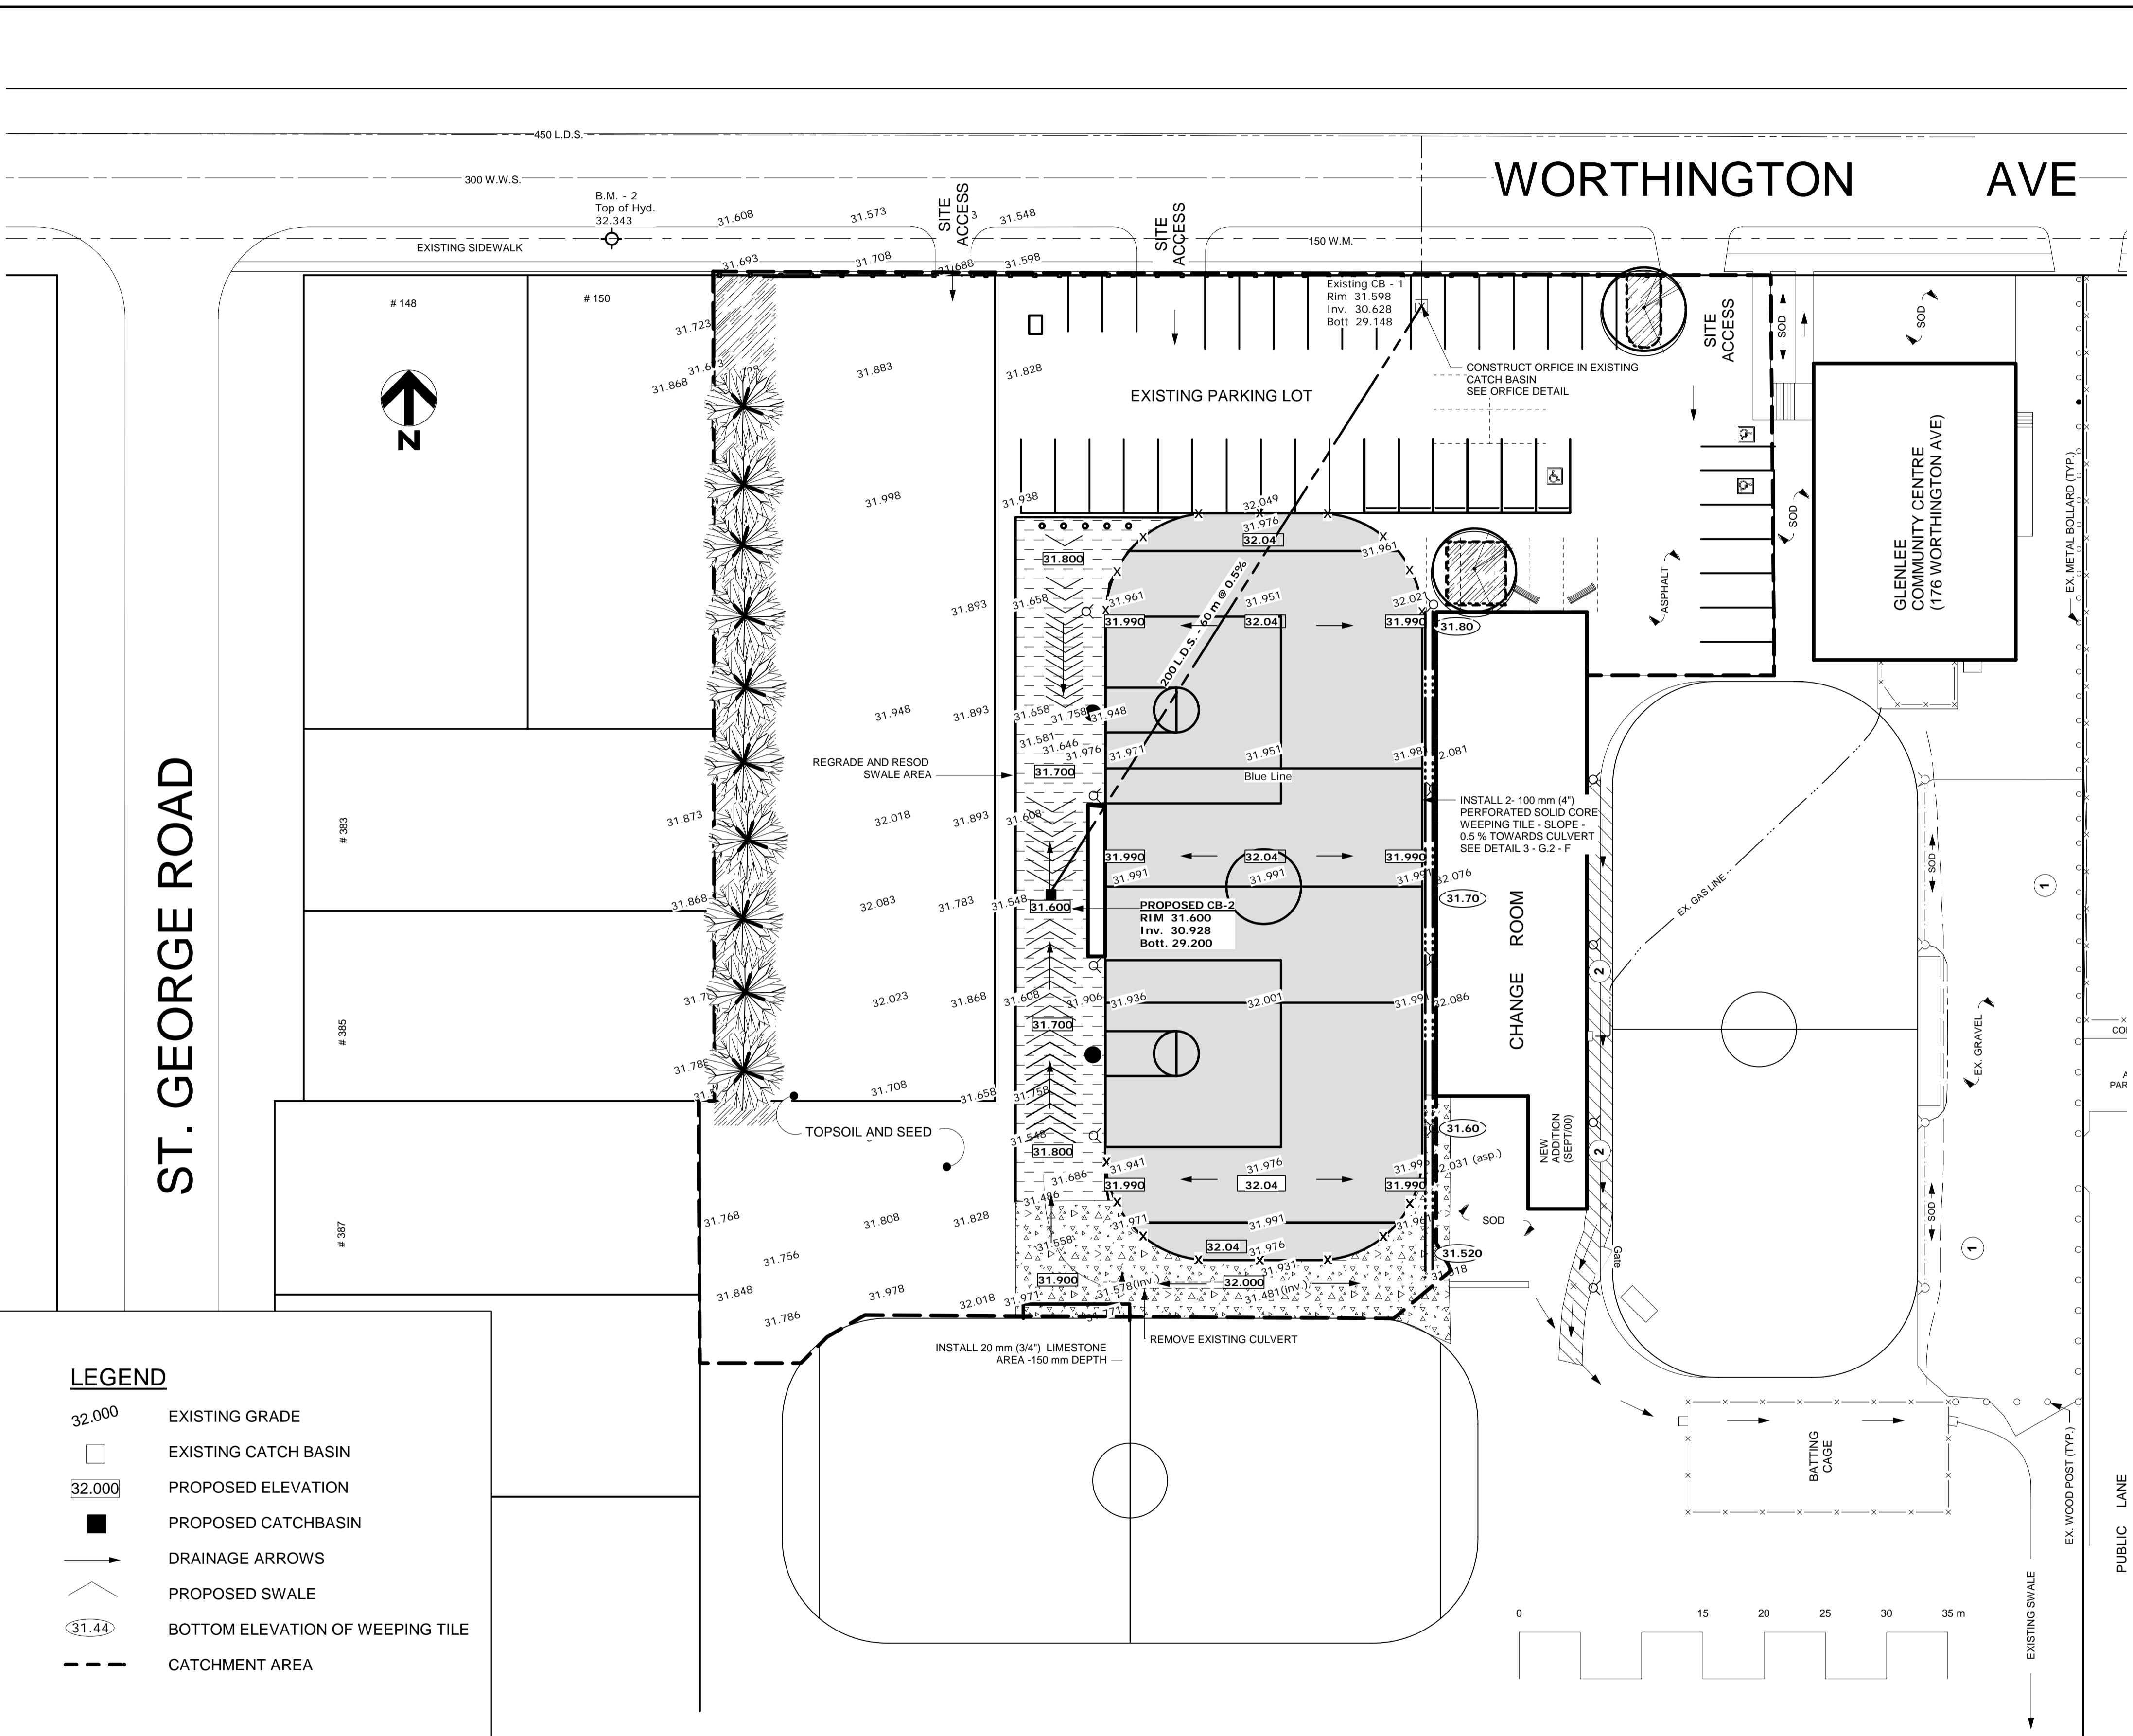 450 L.D.S.
WORTHINGTON AVE
300 W.W.S.
B.M. - 2
Top of Hyd.
32.343
31.608
31.573
31.548
SITE
ACCESS
SITE
ACCESS
EXISTING SIDEWALK
150 W.M.
31.693
31.708
31.688
31.598
# 148
# 150
Existing CB - 1
Rim 31.598
Inv. 30.628
Bott 29.148
SITE
ACCESS
SOD
SOD
31.723
31.868
31.883
31.828
CONSTRUCT OFFICE IN EXISTING
CATCH BASIN
SEE ORFICE DETAIL
EXISTING PARKING LOT
N
GLENLEE
COMMUNITY CENTRE
(176 WORTHINGTON AVE)
EX. METAL BOLLARD (TYP.)
31.998
31.938
32.049
31.976
32.04
31.961
SOD
ASPHALT
31.800
31.893
31.658
31.961
31.951
32.021
31.990
32.04
31.990
31.80
200 L.D.S. - 60 m @ 0.5%
31.948
31.893
31.658
31.758
31.948
31.581
31.646
31.976
31.971
31.951
31.981
REGRADE AND RESOD
SWALE AREA
31.700
Blue Line
INSTALL 2- 100 mm (4")
PERFORATED SOLID CORE
WEEPING TILE - SLOPE -
0.5 % TOWARDS CULVERT
SEE DETAIL 3 - G.2 - F
ST. GEORGE ROAD
# 383
31.873
32.018
31.893
31.608
31.990
32.04
31.990
31.991
31.991
31.991
32.076
SOD
31.868
32.083
31.783
31.548
31.600
PROPOSED CB-2
RIM 31.600
Inv. 30.928
Bott. 29.200
31.70
CHANGE ROOM
EX. GAS LINE
1
2
# 385
32.023
31.868
31.608
31.906
31.936
32.001
32.086
31.700
EX. GRAVEL
31.708
31.658
31.758
TOPSOIL AND SEED
31.548
31.800
31.60
NEW
ADDITION
(SEPT/00)
2
31.941
31.976
32.031 (asp.)
31.686
31.990
32.04
31.990
31.486
# 387
31.768
31.808
31.828
31.971
31.991
SOD
SOD
1
31.756
31.558
32.04
31.976
31.520
Gate
31.931
31.900
31.578(inv.)
32.000
31.481(inv.)
31.848
31.978
32.018
31.971
31.786
INSTALL 20 mm (3/4") LIMESTONE
AREA -150 mm DEPTH
REMOVE EXISTING CULVERT
LEGEND
32.000 EXISTING GRADE
EXISTING CATCH BASIN
32.000 PROPOSED ELEVATION
PROPOSED CATCHBASIN
DRAINAGE ARROWS
PROPOSED SWALE
31.44 BOTTOM ELEVATION OF WEEPING TILE
CATCHMENT AREA
BATTING
CAGE
EX. WOOD POST (TYP.)
PUBLIC LANE
EXISTING SWALE
0 15 20 25 30 35 m